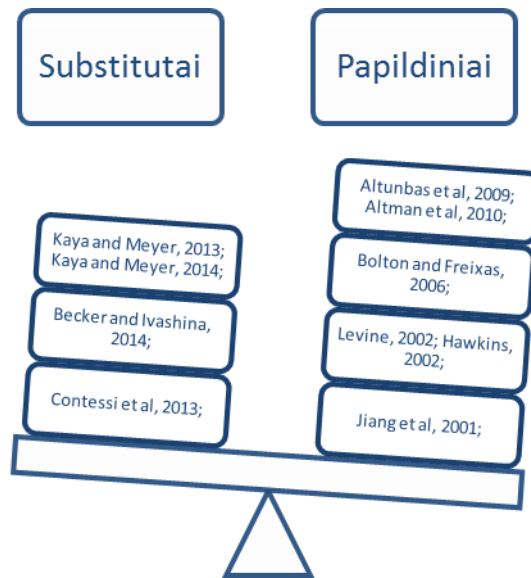 Substitutai
Papildiniai
Kaya and Meyer, 2013;
Kaya and Meyer, 2014;
Becker and Ivashina,
2014;
Contessi et al, 2013;
Altunbas et al, 2009;
Altman et al, 2010;
Bolton and Freixas,
2006;
Levine, 2002; Hawkins,
2002;
Jiang et al, 2001;